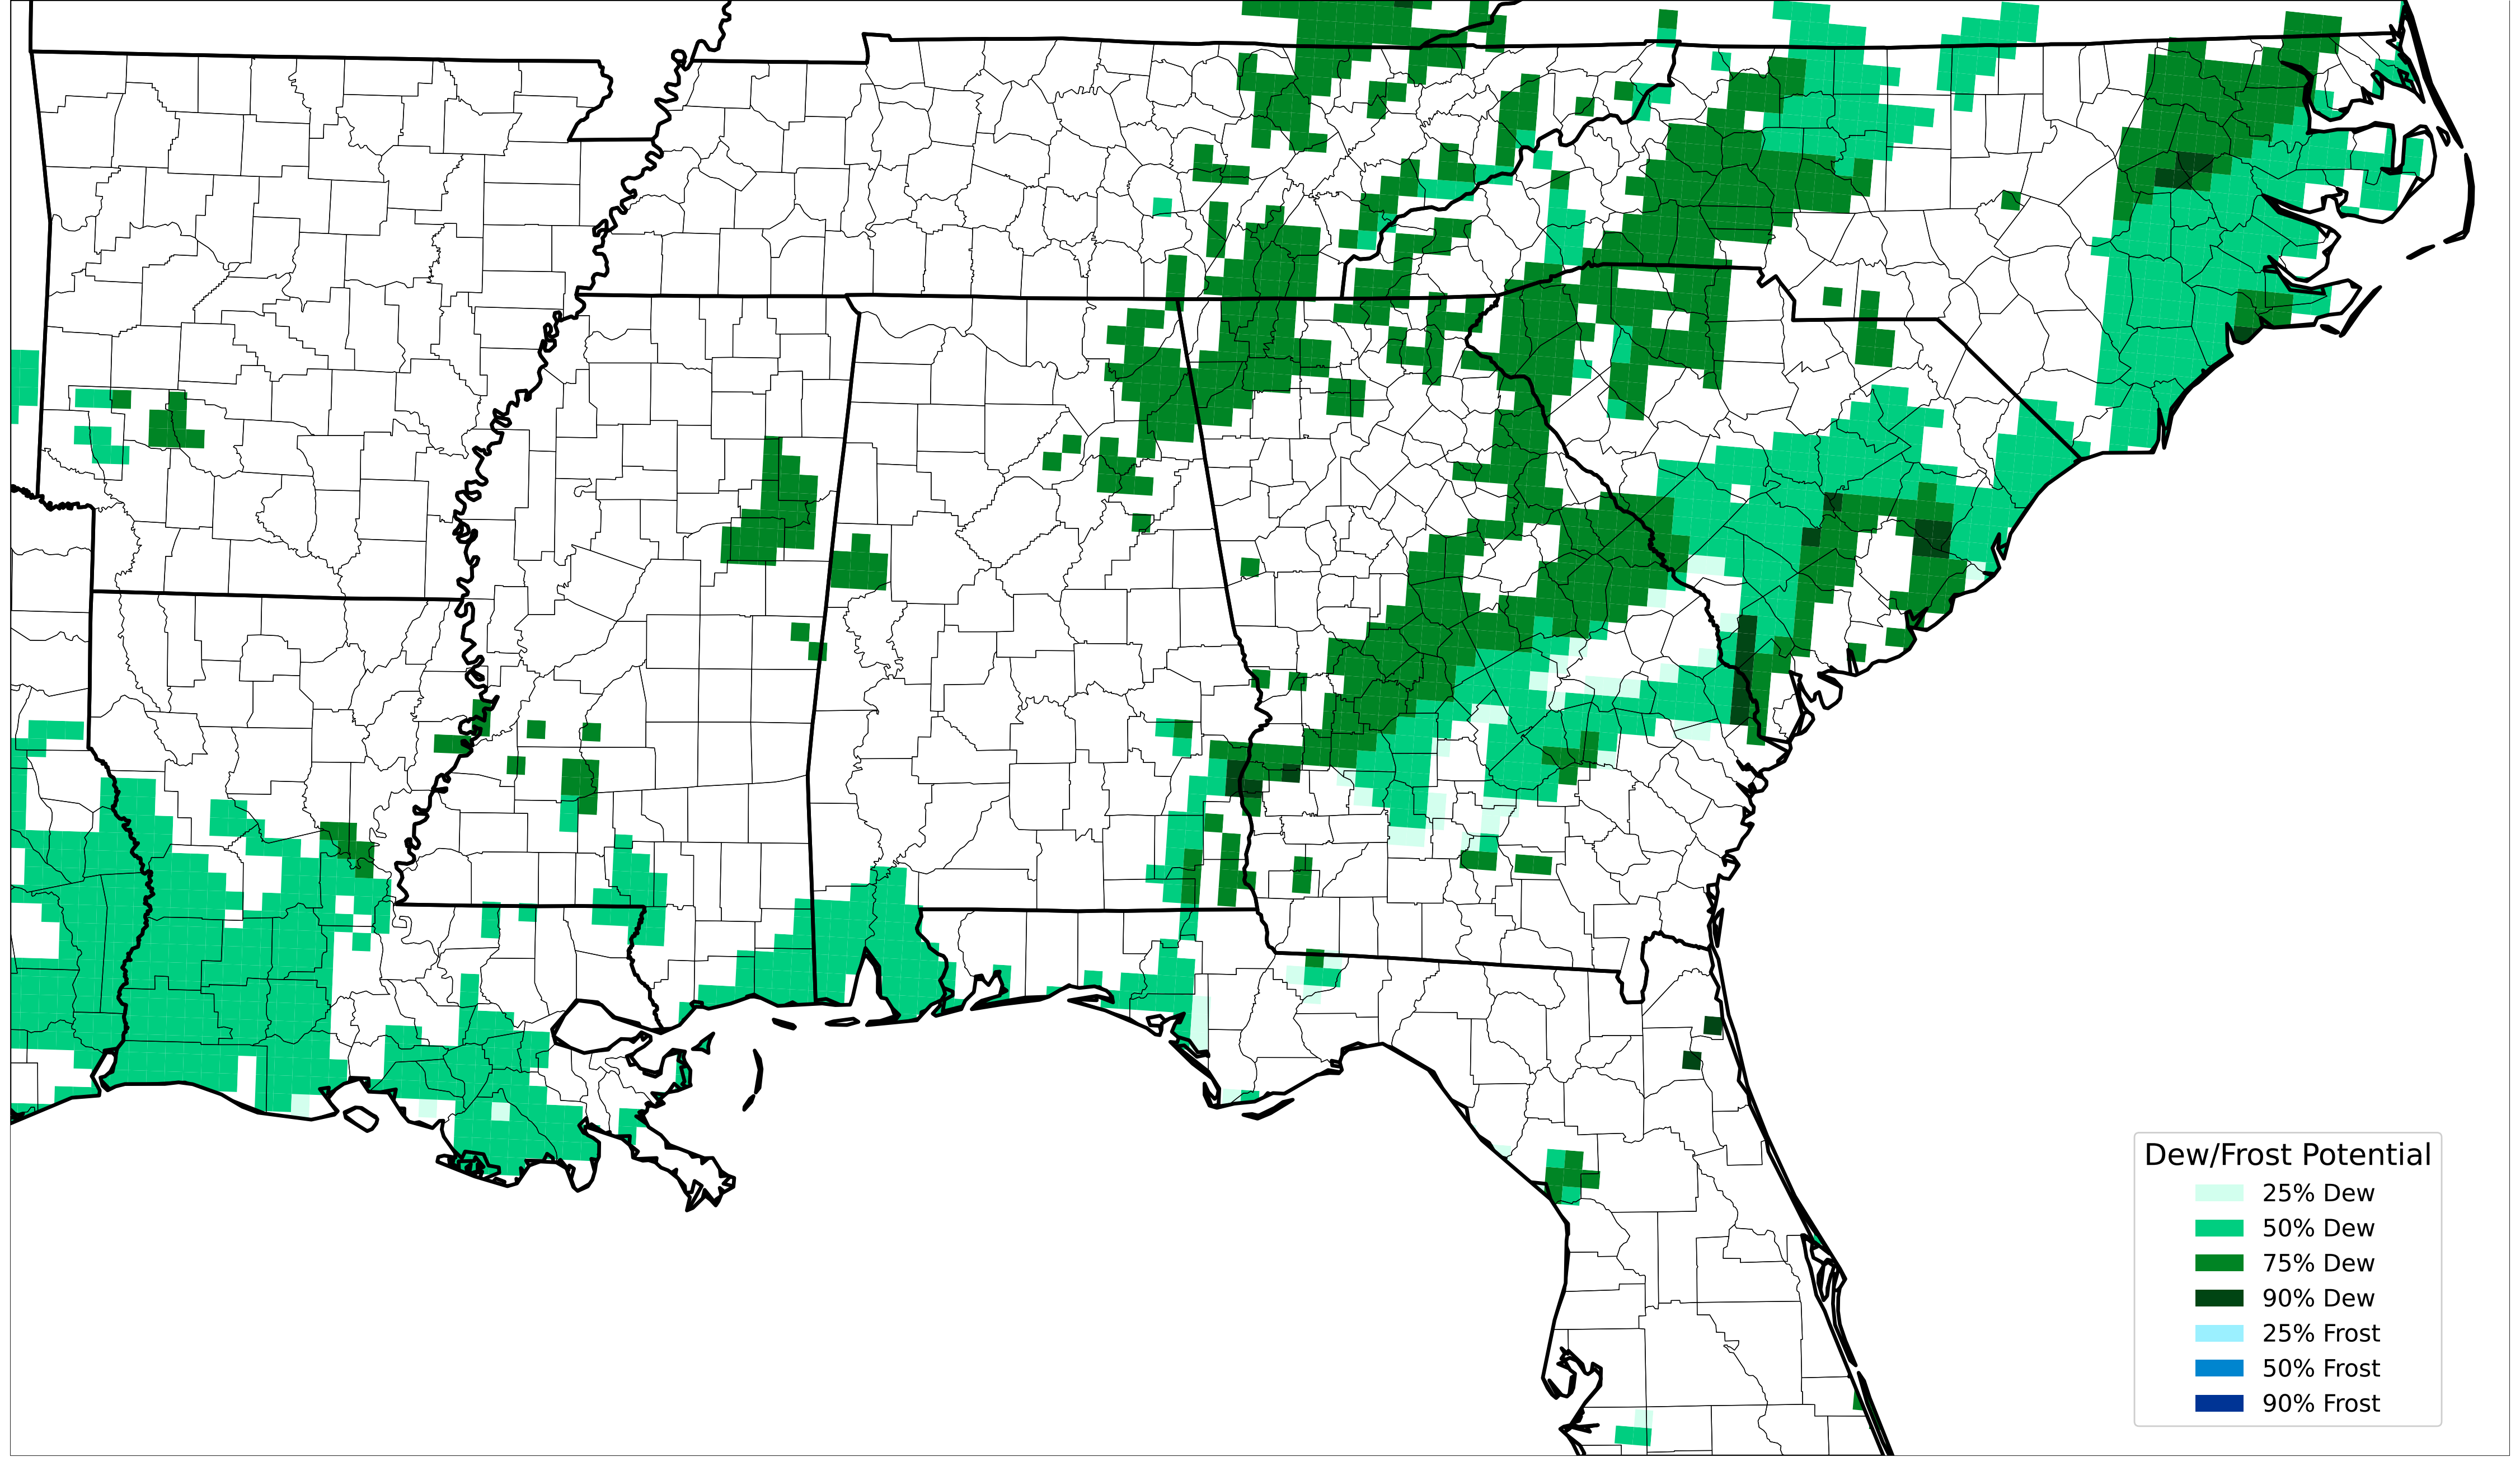 Dew/Frost Potential
25% Dew
50% Dew
75% Dew
90% Dew
25% Frost
50% Frost
90% Frost